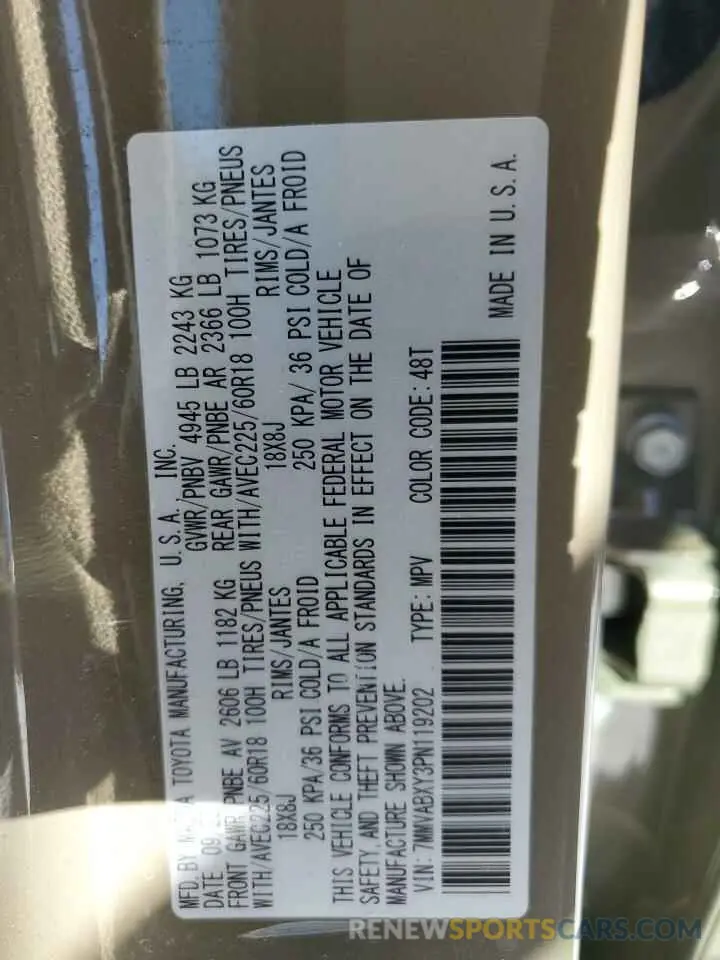 MFD. BY MAZDA TOYOTA MANUFACTURING, U.S.A. INC.
DATE 09 GVWR/PNBV 4945 LB 2243 KG
FRONT GAWR/PNBE AV 2606 LB 1182 KG REAR GAWR/PNBE AR 2366 LB 1073 KG
WITH/AVEC225/60R18 100H TIRES/PNEUS WITH/AVEC225/60R18 100H TIRES/PNEUS
18X8J RIMS/JANTES 18X8J RIMS/JANTES
250 KPA/36 PSI COLD/A FROID 250 KPA/ 36 PSI COLD/A FROID
THIS VEHICLE CONFORMS TO ALL APPLICABLE FEDERAL MOTOR VEHICLE
SAFETY AND THEFT PREVENTION STANDARDS IN EFFECT ON THE DATE OF
MANUFACTURE SHOWN ABOVE.
VIN: 7MMVABXY3PN119202 TYPE: MPV COLOR CODE: 48T
MADE IN U.S.A.
RENEWSPORTSCARS.COM